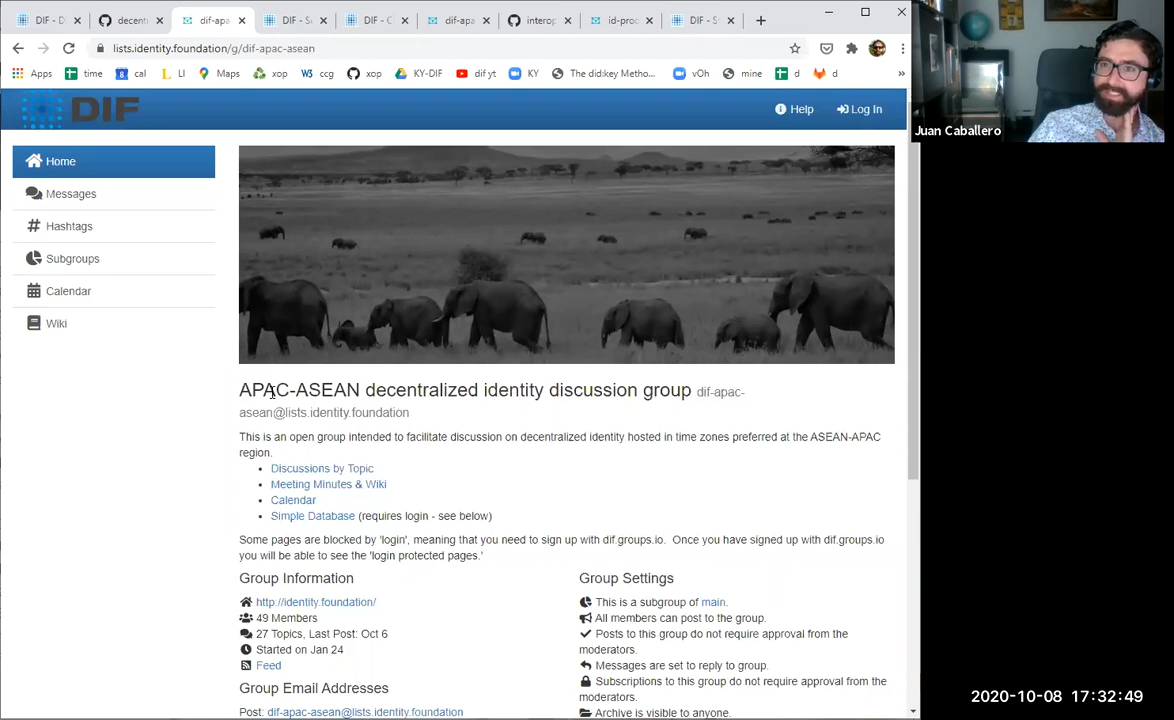 DIF - D
decent
dif-apa
DIF - S
DIF - C
dif-apa
interop
id-proc
DIF - S
lists.identity.foundation/g/dif-apac-asean
Apps time cal LI Maps xop ccg xop KY-DIF dif yt KY The did:key Metho... vOh mine d d »
DIF
Help Log In
Juan Caballero
Home
Messages
Hashtags
Subgroups
Calendar
Wiki
APAC-ASEAN decentralized identity discussion group dif-apac-
asean@lists.identity.foundation
This is an open group intended to facilitate discussion on decentralized identity hosted in time zones preferred at the ASEAN-APAC
region.
• Discussions by Topic
• Meeting Minutes & Wiki
• Calendar
• Simple Database (requires login - see below)
Some pages are blocked by 'login', meaning that you need to sign up with dif.groups.io. Once you have signed up with dif.groups.io
you will be able to see the 'login protected pages.'
Group Information
http://identity.foundation/
49 Members
27 Topics, Last Post: Oct 6
Started on Jan 24
Feed
Group Email Addresses
Post: dif-apac-asean@lists.identity.foundation
Group Settings
This is a subgroup of main.
All members can post to the group.
Posts to this group do not require approval from the
moderators.
Messages are set to reply to group.
Subscriptions to this group do not require approval from the
moderators.
Archive is visible to anyone.
2020-10-08 17:32:49